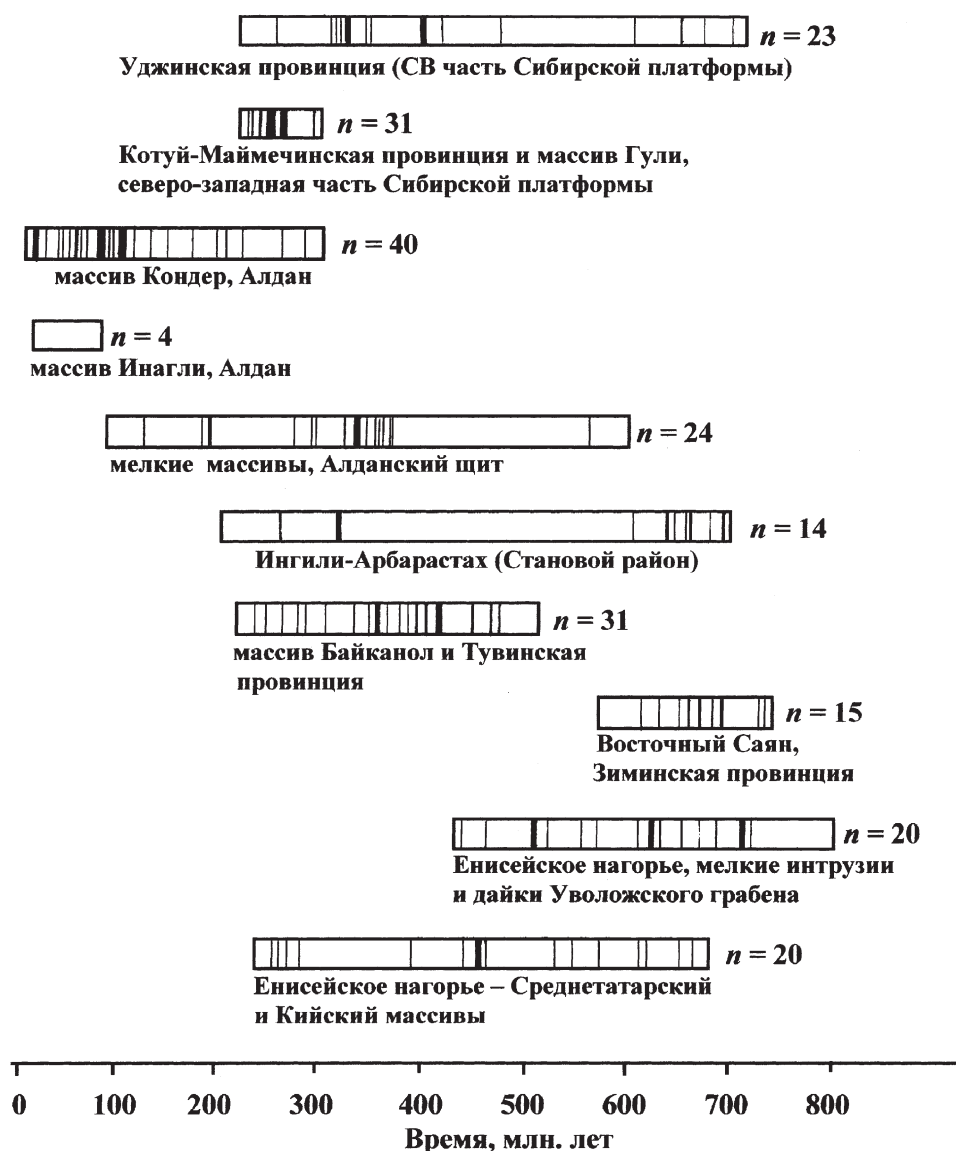 n = 23
Уджинская провинция (СВ часть Сибирской платформы)
n = 31
Котуй-Маймечинская провинция и массив Гули,
северо-западная часть Сибирской платформы
n = 40
массив Кондер, Алдан
n = 4
массив Инагли, Алдан
n = 24
мелкие массивы, Алданский щит
n = 14
Ингили-Арбарастах (Становой район)
n = 31
массив Байканол и Тувинская
провинция
n = 15
Восточный Саян,
Зиминская провинция
n = 20
Енисейское нагорье, мелкие интрузии
и дайки Уволожского грабена
n = 20
Енисейское нагорье – Среднетатарский
и Кийский массивы
0 100 200 300 400 500 600 700 800
Время, млн. лет